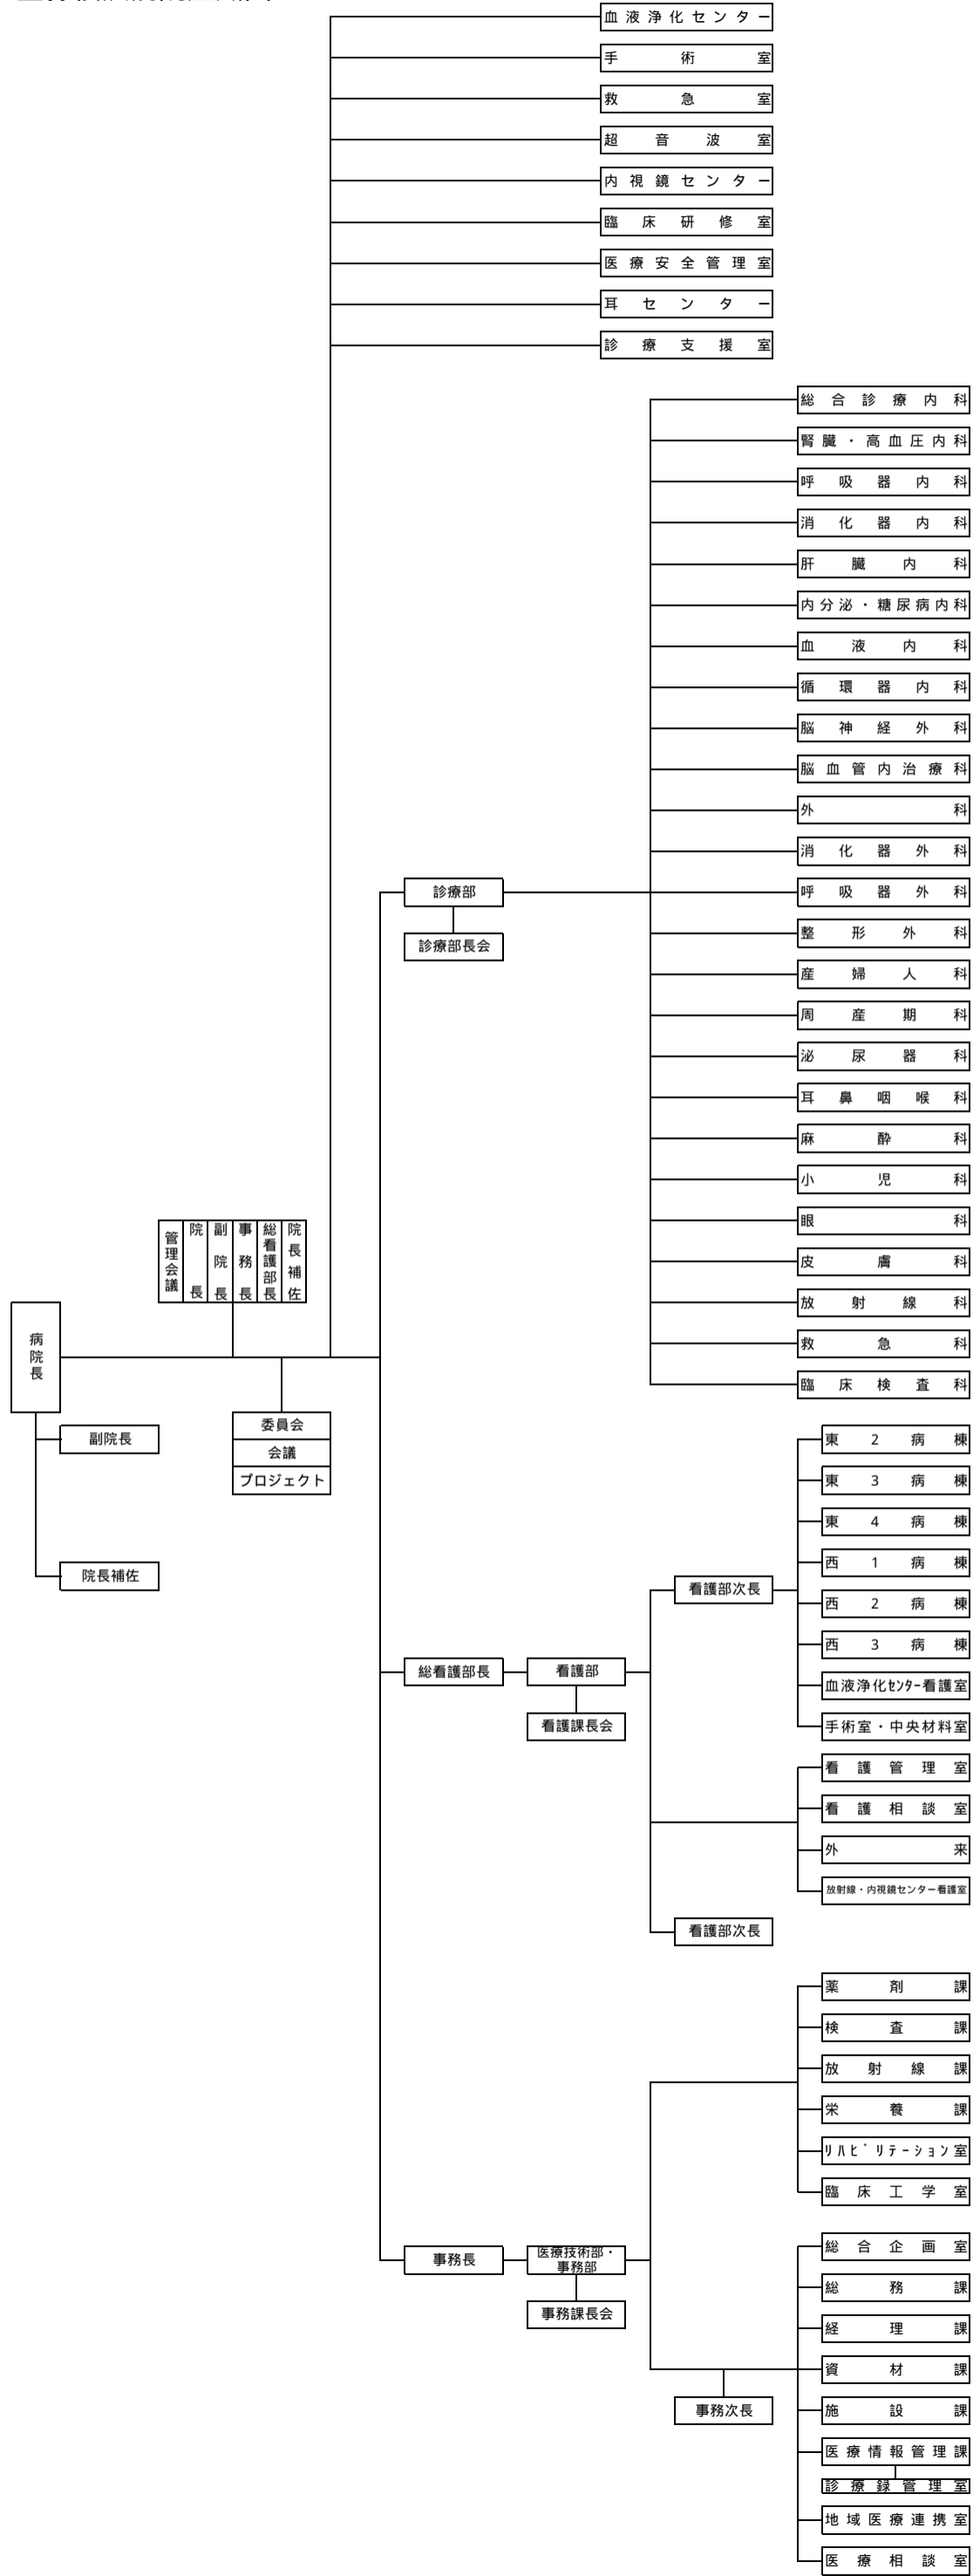 血液浄化センター
手術室
救急室
超音波室
内視鏡センター
臨床研修室
医療安全管理室
耳センター
診療支援室
総合診療内科
腎臓・高血圧内科
呼吸器内科
消化器内科
肝臓内科
内分泌・糖尿病内科
血液内科
循環器内科
脳神経外科
脳血管内治療科
外科
消化器外科
診療部
呼吸器外科
診療部長会
整形外科
産婦人科
周産期科
泌尿器科
耳鼻咽喉科
麻酔科
小児科
眼科
皮膚科
放射線科
救急科
臨床検査科
管理会議
院長
副院長
事務長
総看護部長
院長補佐
病院長
副院長
院長補佐
委員会
会議
プロジェクト
東2病棟
東3病棟
東4病棟
西1病棟
看護部次長
西2病棟
西3病棟
総看護部長
看護部
看護課長会
血液浄化ｾﾝﾀｰ看護室
手術室・中央材料室
看護管理室
看護相談室
外来
放射線・内視鏡センター看護室
看護部次長
薬剤課
検査課
放射線課
栄養課
ﾘﾊﾋﾞﾘﾃｰｼｮﾝ室
臨床工学室
事務長
医療技術部・
事務部
事務課長会
総合企画室
総務課
経理課
資材課
事務次長
施設課
医療情報管理課
診療録管理室
地域医療連携室
医療相談室